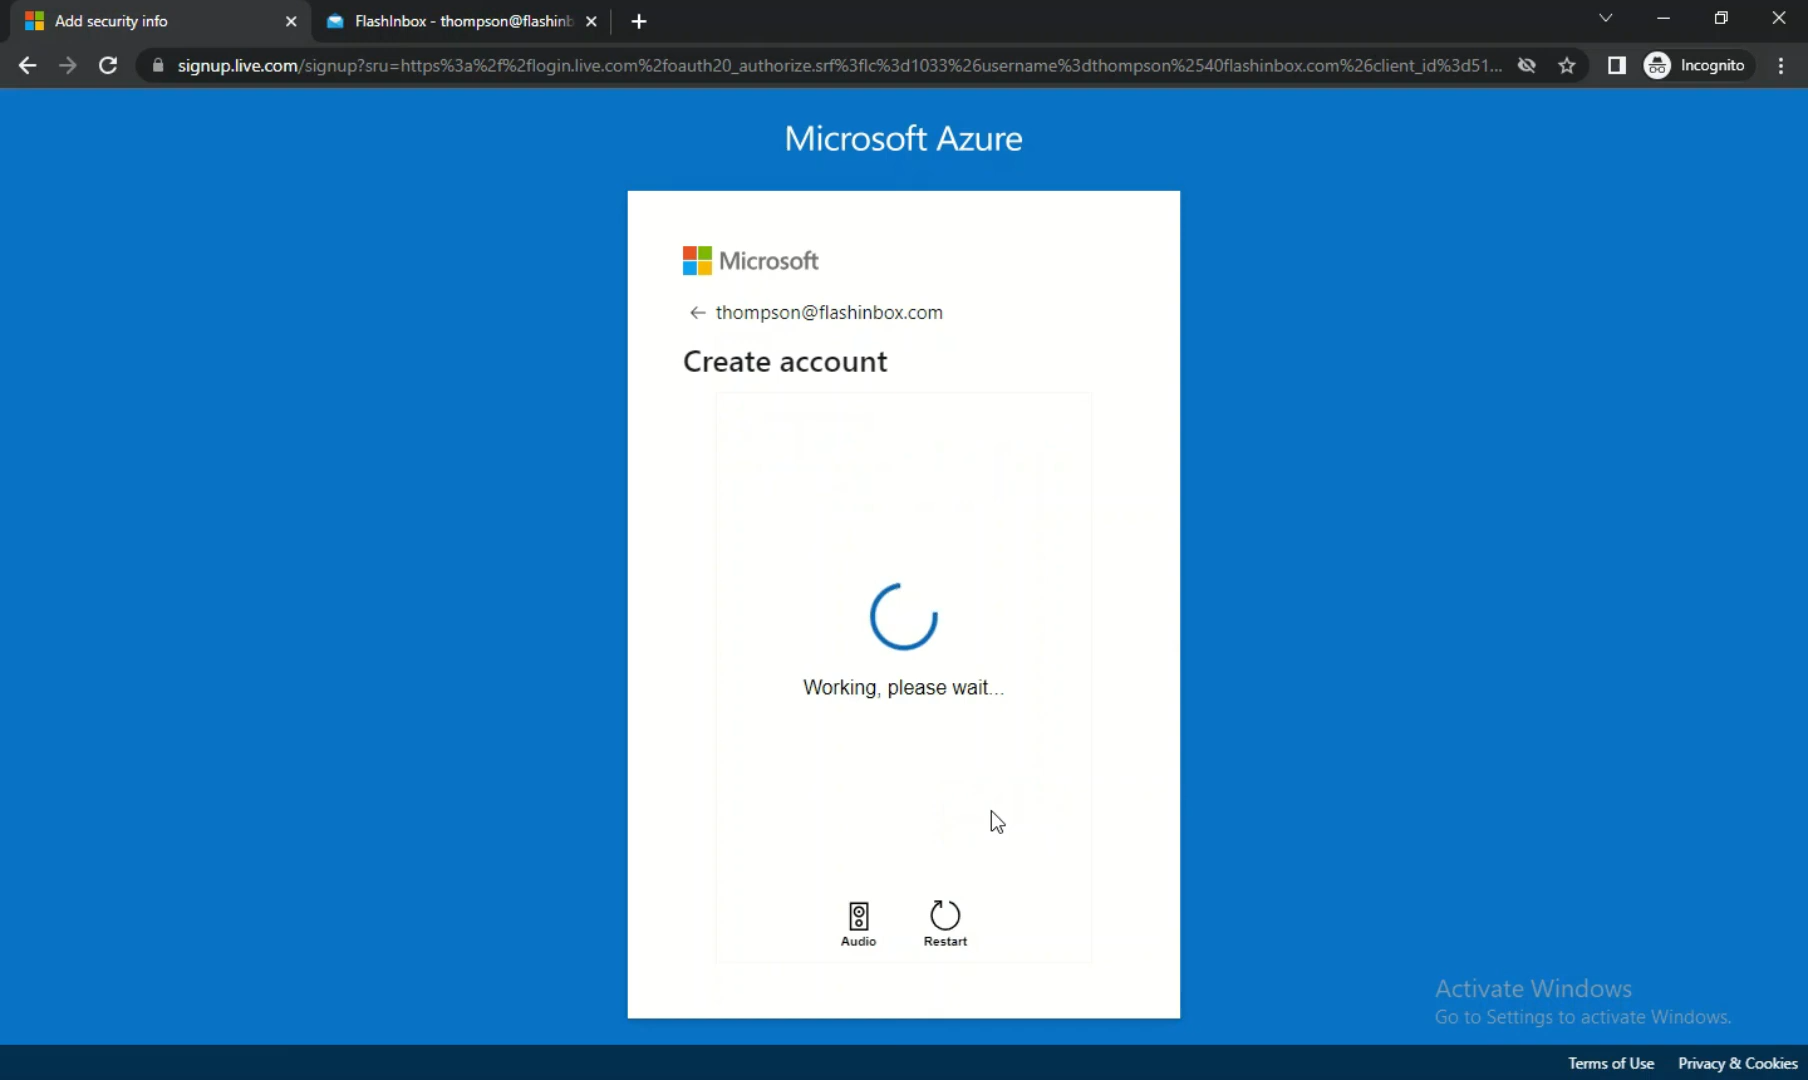 Add security info
FlashInbox - thompson@flashinb
signup.live.com/signup?sru=https%3a%2f%2flogin.live.com%2foauth20_authorize.srf%3flc%3d1033%26username%3dthompson%2540flashinbox.com%26client_id%3d51...
Incognito
Microsoft Azure
Microsoft
thompson@flashinbox.com
Create account
Working, please wait...
Audio
Restart
Activate Windows
Go to Settings to activate Windows.
Terms of Use
Privacy & Cookies